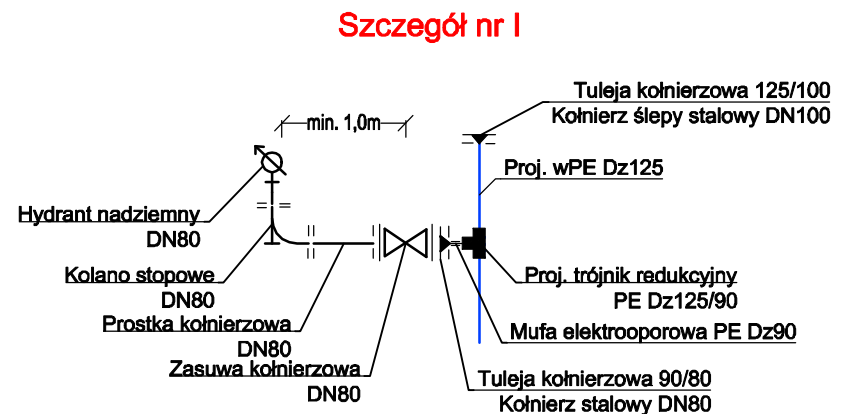 Szczegół nr I
Tuleja kołnierzowa 125/100
Kołnierz ślepy stalowy DN100
min. 1,0m
Proj. wPE Dz125
Hydrant nadziemny
DN80
Kolano stopowe
DN80
Proj. trójnik redukcyjny
PE Dz125/90
Prostka kołnierzowa
DN80
Mufa elektrooporowa PE Dz90
Zasuwa kołnierzowa
DN80
Tuleja kołnierzowa 90/80
Kołnierz stalowy DN80